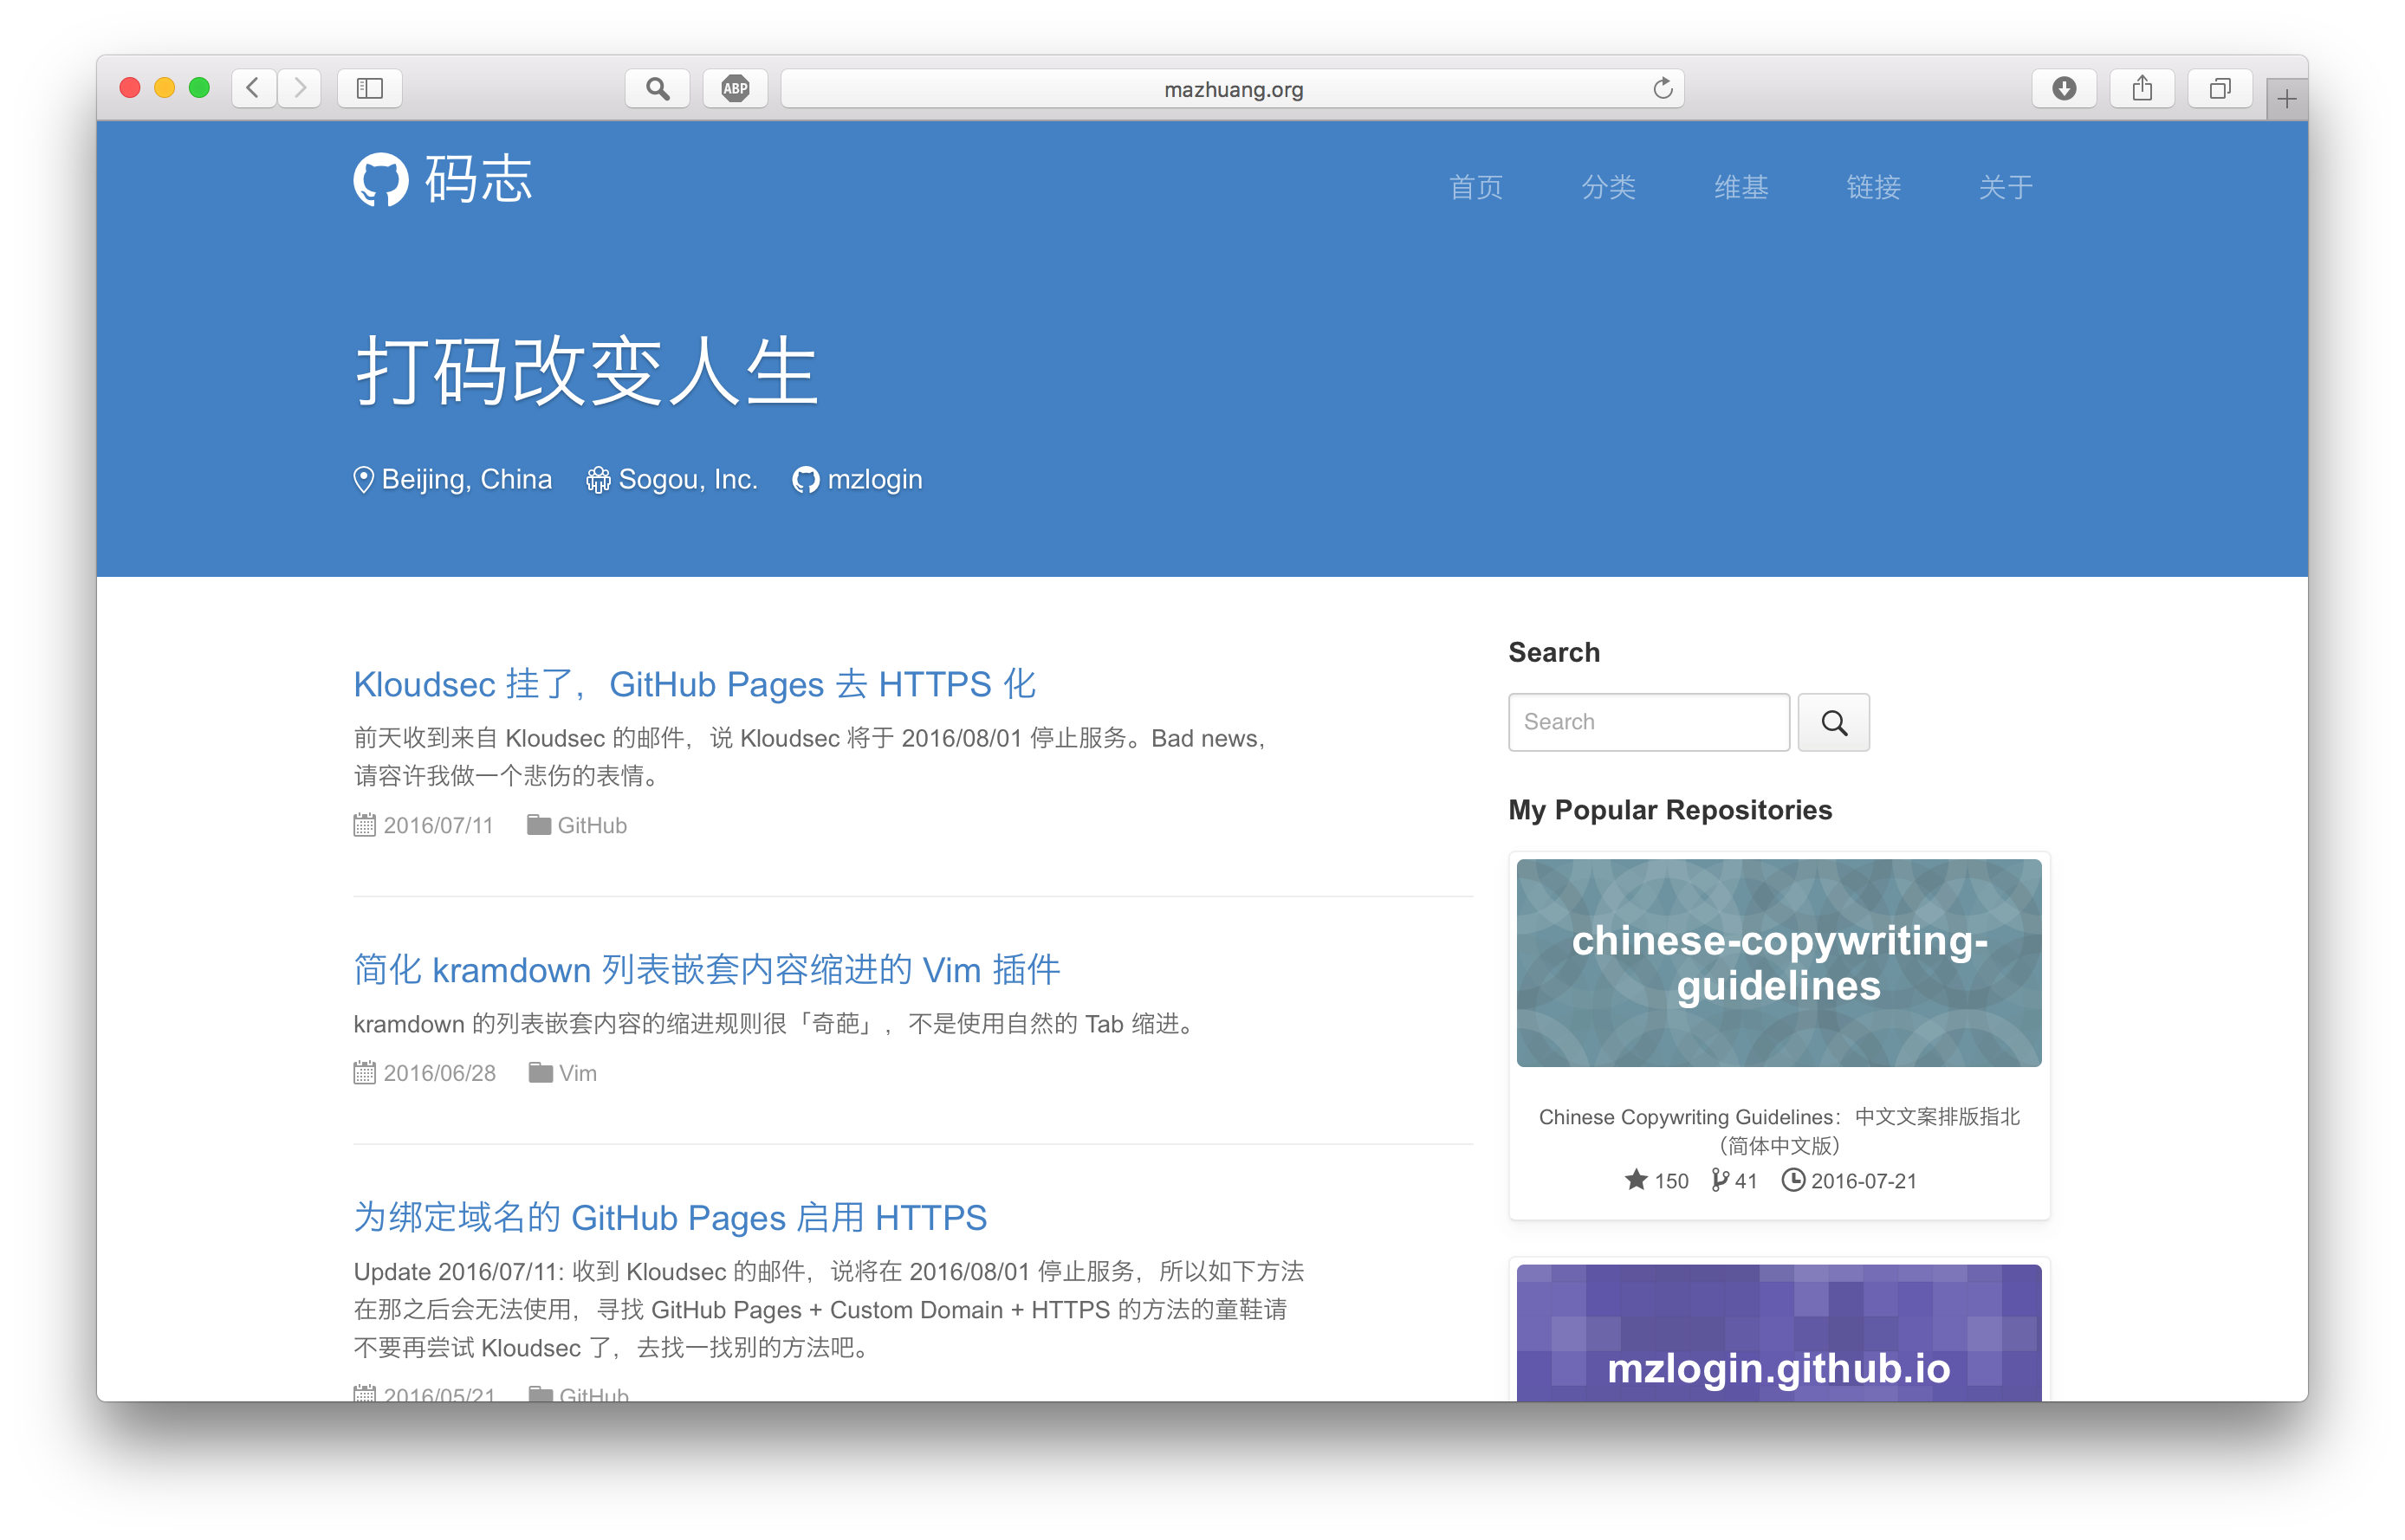 ABP
mazhuang.org
码志
首页 分类 维基 链接 关于
打码改变人生
Beijing, China Sogou, Inc. mzlogin
Kloudsec 挂了，GitHub Pages 去 HTTPS 化
前天收到来自 Kloudsec 的邮件，说 Kloudsec 将于 2016/08/01 停止服务。Bad news，
请容许我做一个悲伤的表情。
2016/07/11 GitHub
简化 kramdown 列表嵌套内容缩进的 Vim 插件
kramdown 的列表嵌套内容的缩进规则很「奇葩」，不是使用自然的 Tab 缩进。
2016/06/28 Vim
为绑定域名的 GitHub Pages 启用 HTTPS
Update 2016/07/11: 收到 Kloudsec 的邮件，说将在 2016/08/01 停止服务，所以如下方法
在那之后会无法使用，寻找 GitHub Pages + Custom Domain + HTTPS 的方法的童鞋请
不要再尝试 Kloudsec 了，去找一找别的方法吧。
2016/05/21 GitHub
Search
Search
My Popular Repositories
chinese-copywriting-
guidelines
Chinese Copywriting Guidelines：中文文案排版指北
（简体中文版）
150 41 2016-07-21
mzlogin.github.io